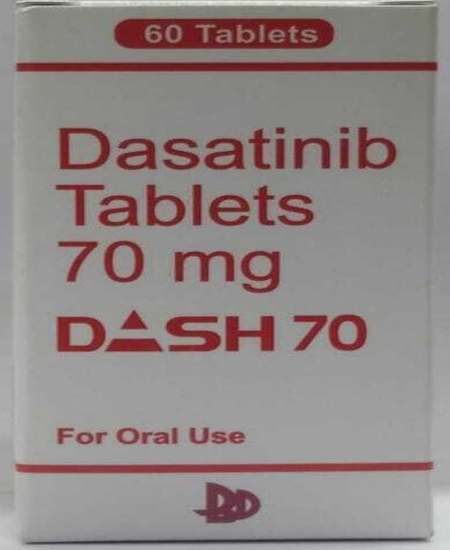 60 Tablets
Dasatinib
Tablets
70 mg
DASH 70
For Oral Use